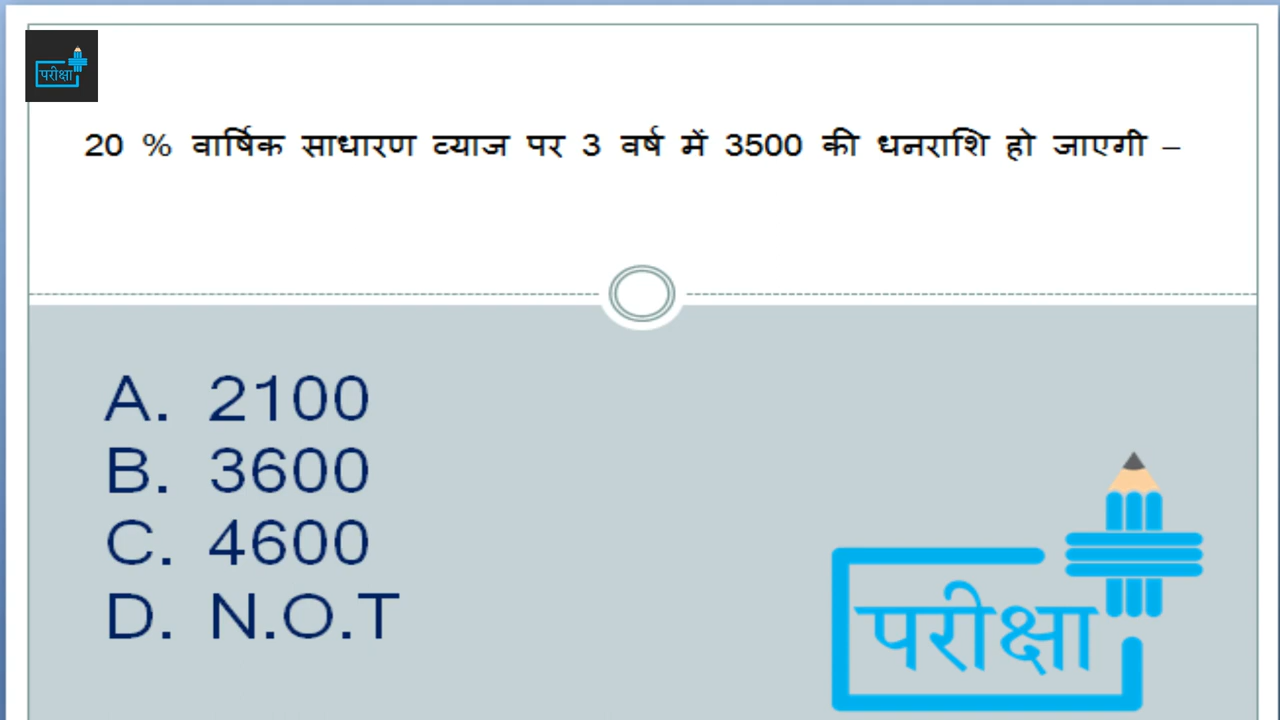 परीक्षा
20 % वार्षिक साधारण व्याज पर 3 वर्ष में 3500 की धनराशि हो जाएगी –
A. 2100
B. 3600
C. 4600
D. N.O.T
परीक्षा